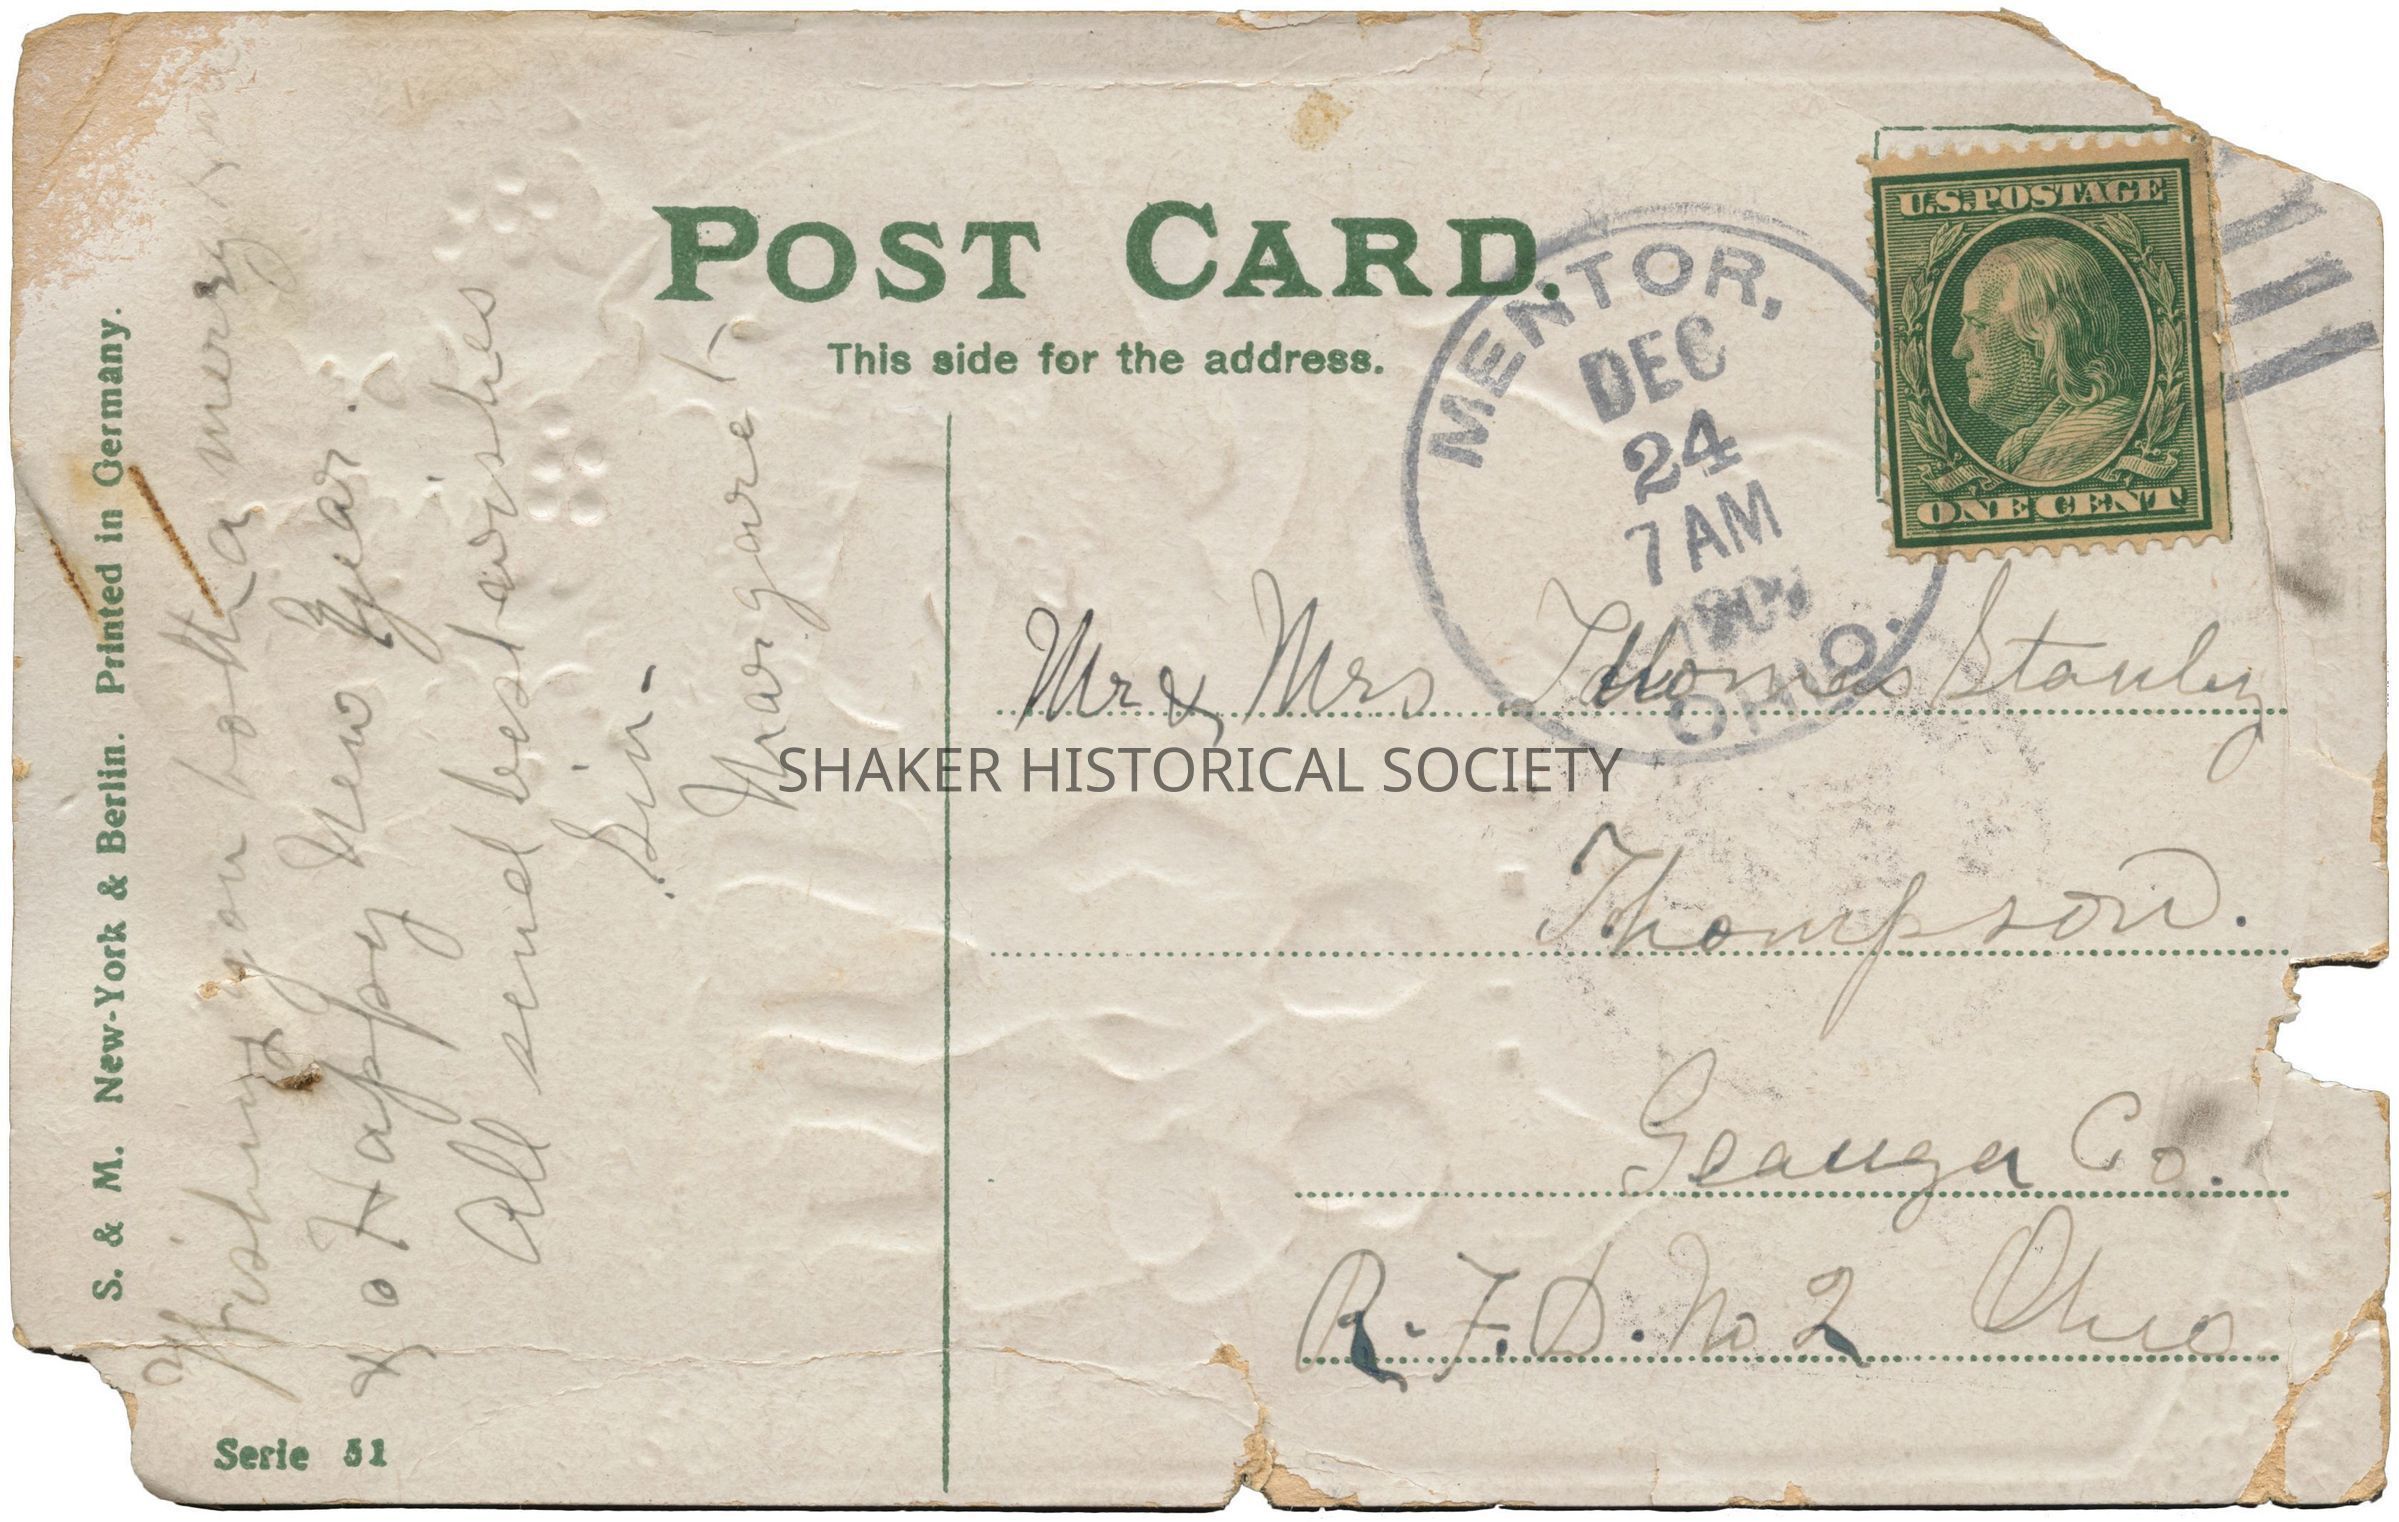 POST CARD.
This side for the address.
S. & M. New-York & Berlin. Printed in Germany.
Wishing you both a merry
& a Happy New Year.
All send best wishes
Margaret
Serie 51
U.S. POSTAGE
ONE CENT
MENTOR,
DEC
24
7 AM
OHIO.
Mr & Mrs Thomas Stanley
Thompson.
Geauga Co.
R.F.D. No 2 Ohio
SHAKER HISTORICAL SOCIETY